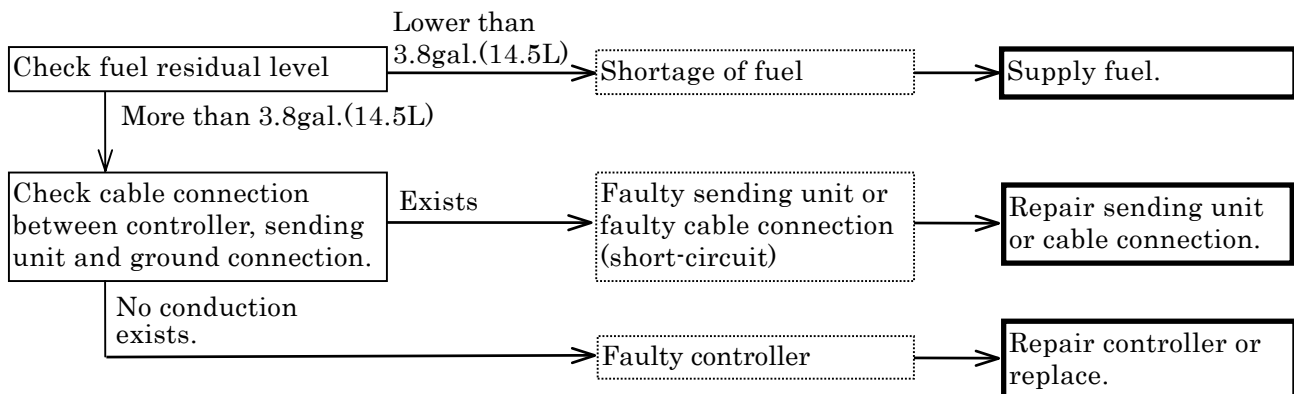 Lower than
3.8gal.(14.5L)
Check fuel residual level
Shortage of fuel
Supply fuel.
More than 3.8gal.(14.5L)
Check cable connection
between controller, sending
unit and ground connection.
Exists
Faulty sending unit or
faulty cable connection
(short-circuit)
Repair sending unit
or cable connection.
No conduction
exists.
Faulty controller
Repair controller or
replace.